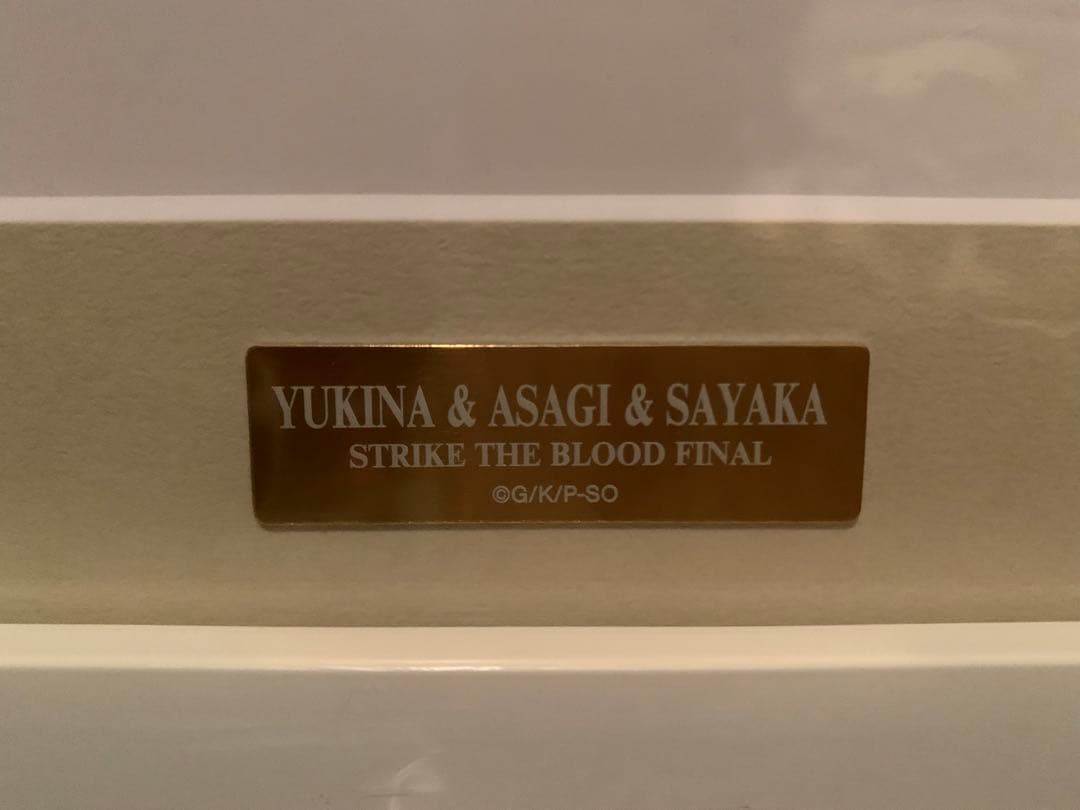 YUKINA & ASAGI & SAYAKA
STRIKE THE BLOOD FINAL
©G/K/P-SO